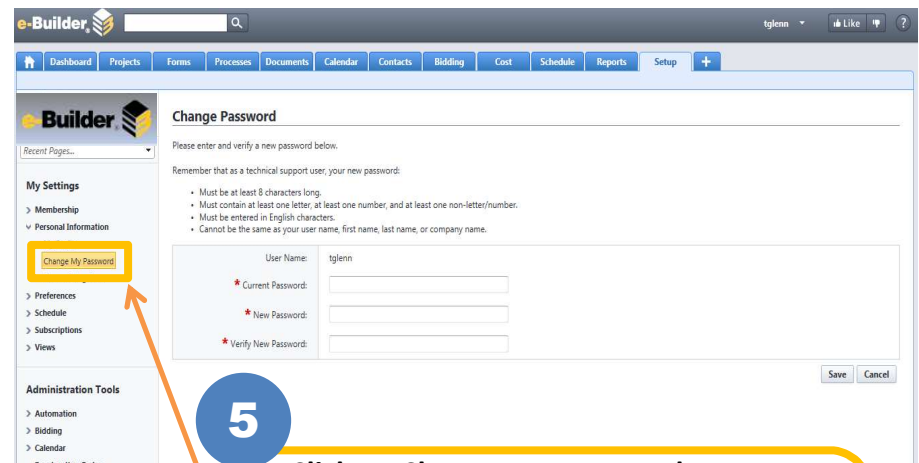 e-Builder
tglenn
Like
?
Dashboard Projects Forms Processes Documents Calendar Contacts Bidding Cost Schedule Reports Setup +
e-Builder
Recent Pages...
My Settings
Membership
Personal Information
Change My Password
Preferences
Schedule
Subscriptions
Views
Administration Tools
Automation
Bidding
Calendar
Change Password
Please enter and verify a new password below.
Remember that as a technical support user, your new password:
• Must be at least 8 characters long.
• Must contain at least one letter, at least one number, and at least one non-letter/number.
• Must be entered in English characters.
• Cannot be the same as your user name, first name, last name, or company name.
User Name: tglenn
* Current Password:
* New Password:
* Verify New Password:
Save Cancel
5